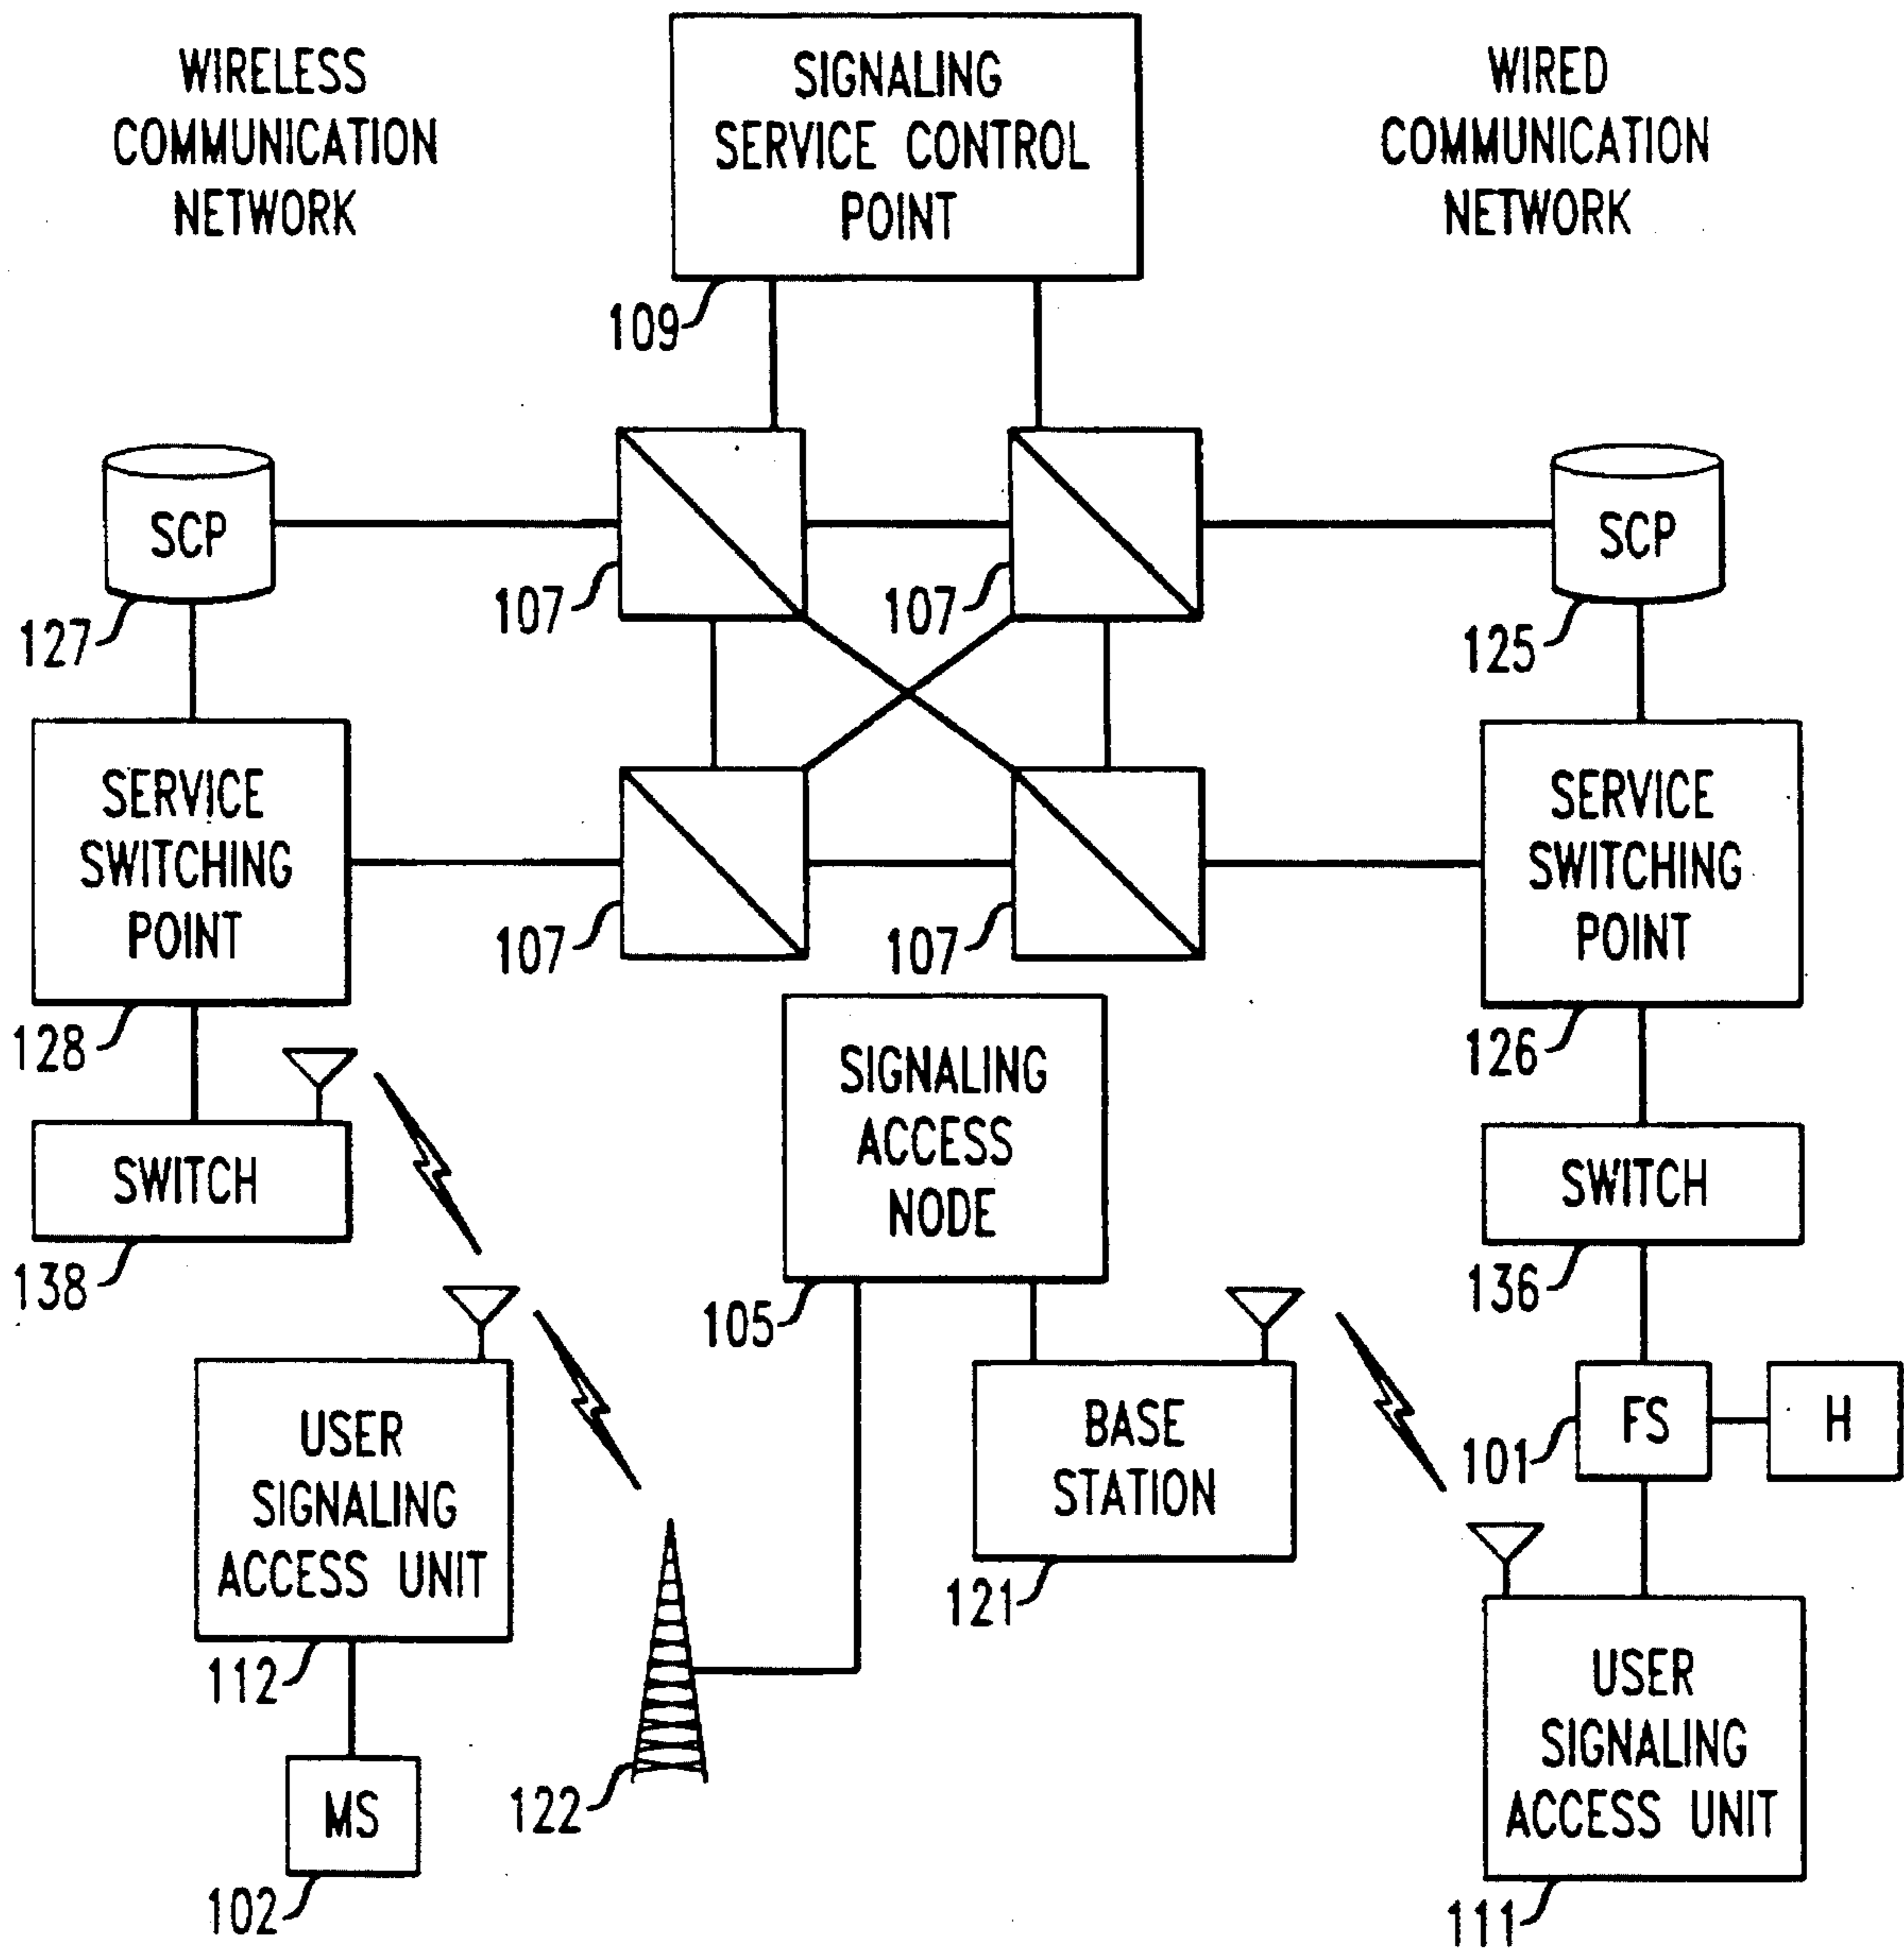 WIRELESS
COMMUNICATION
NETWORK
SIGNALING
SERVICE CONTROL
POINT
WIRED
COMMUNICATION
NETWORK
109
SCP
127
107
107
SCP
125
SERVICE
SWITCHING
POINT
128
107
107
SERVICE
SWITCHING
POINT
126
SIGNALING
ACCESS
NODE
105
SWITCH
138
SWITCH
136
USER
SIGNALING
ACCESS UNIT
112
BASE
STATION
121
FS
101
H
MS
102
122
USER
SIGNALING
ACCESS UNIT
111